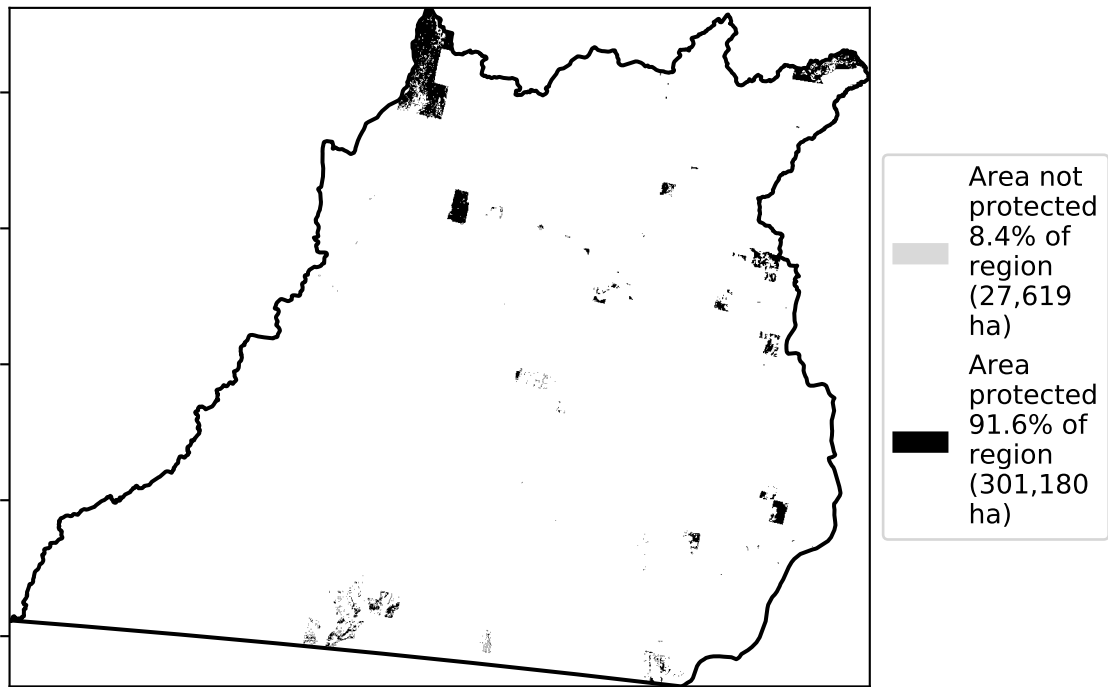 Area not
protected
8.4% of
region
(27,619
ha)
Area
protected
91.6% of
region
(301,180
ha)